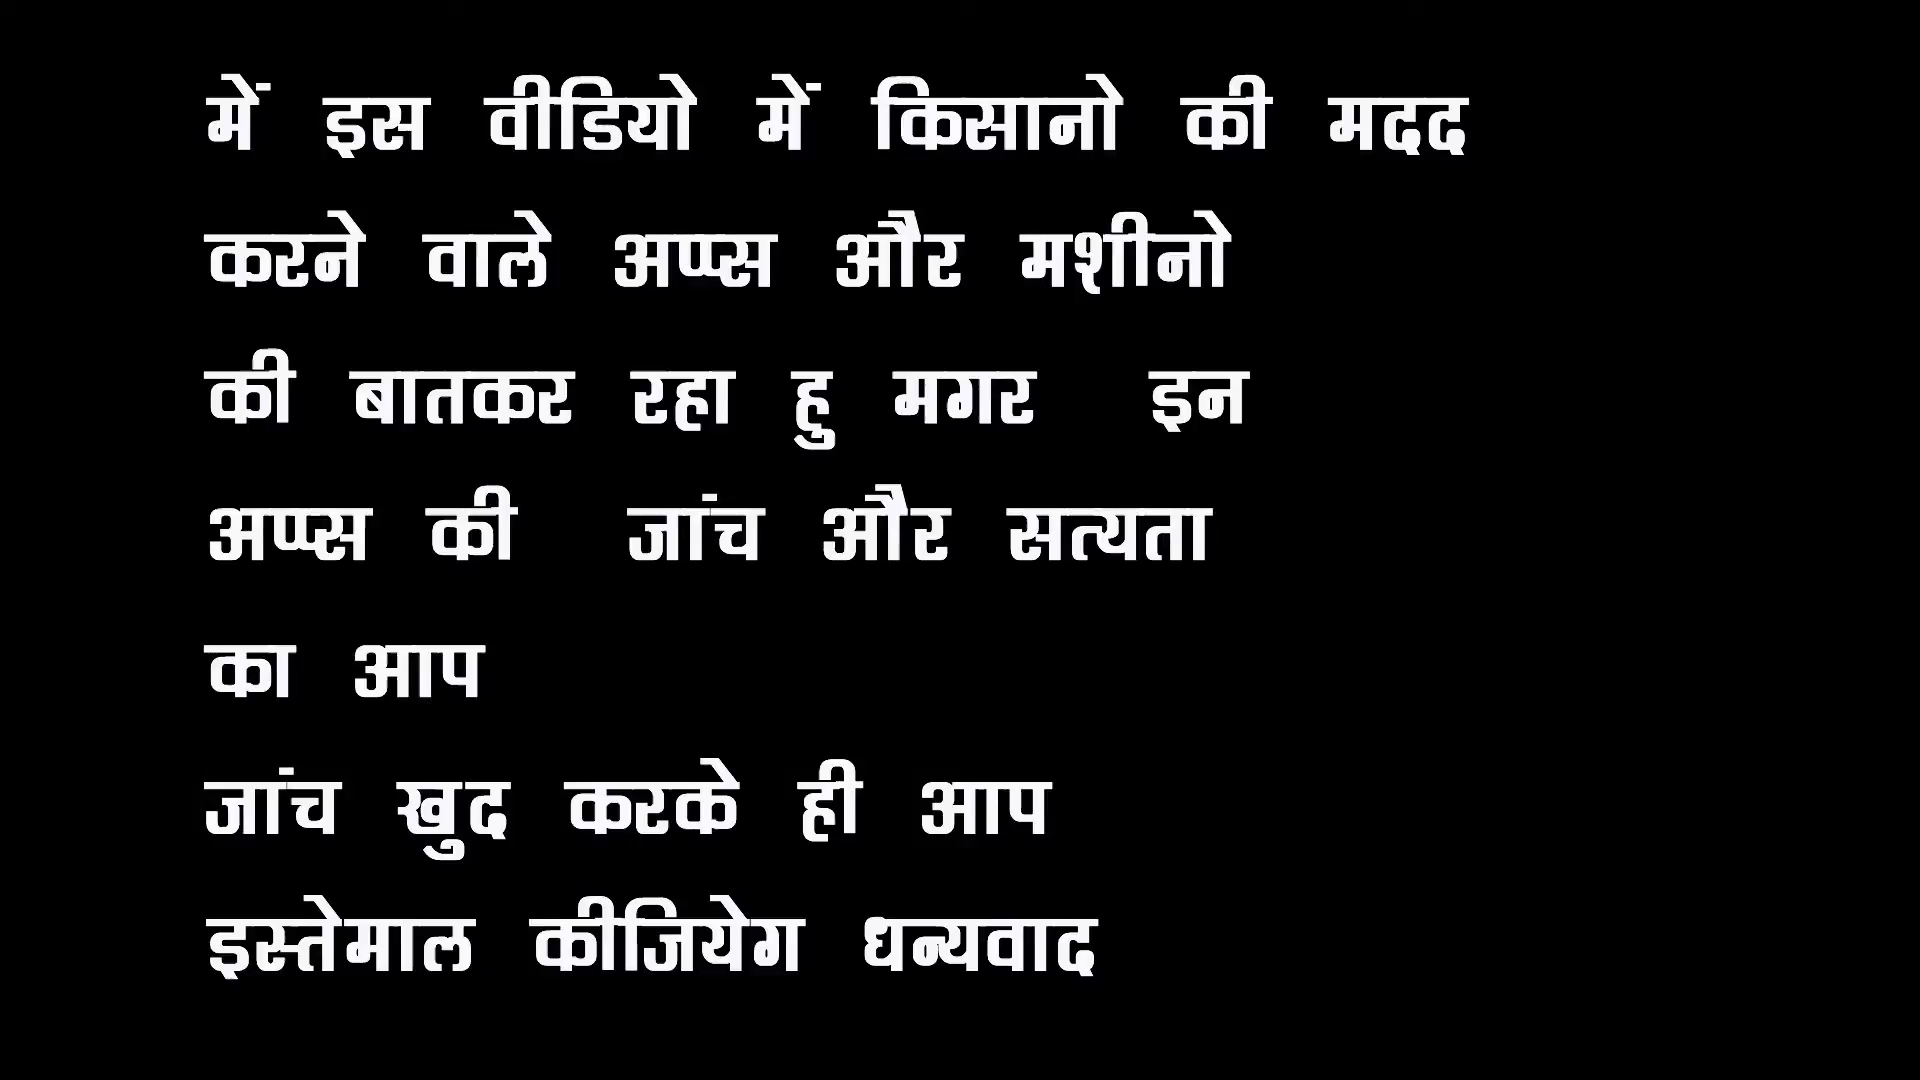 में इस वीडियो में किसानो की मदद
करने वाले अप्प्स और मशीनो
की बातकर रहा हु मगर इन
अप्प्स की जांच और सत्यता
का आप
जांच खुद करके ही आप
इस्तेमाल कीजियेग धन्यवाद